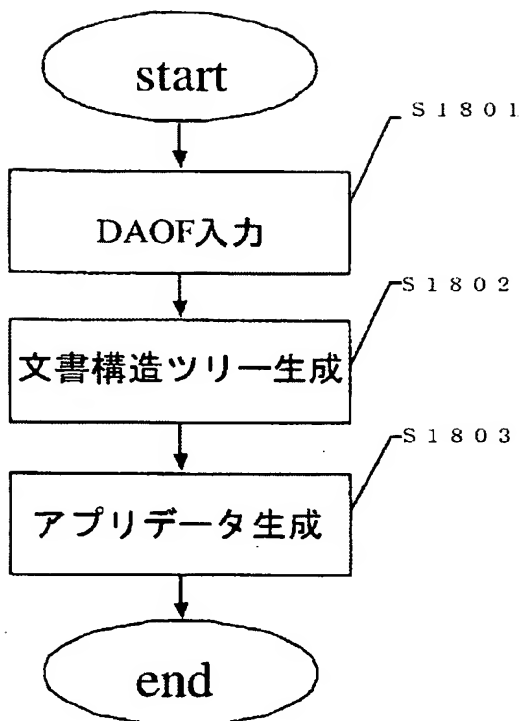 start
S1801
DAOF入力
S1802
文書構造ツリー生成
S1803
アプリデータ生成
end